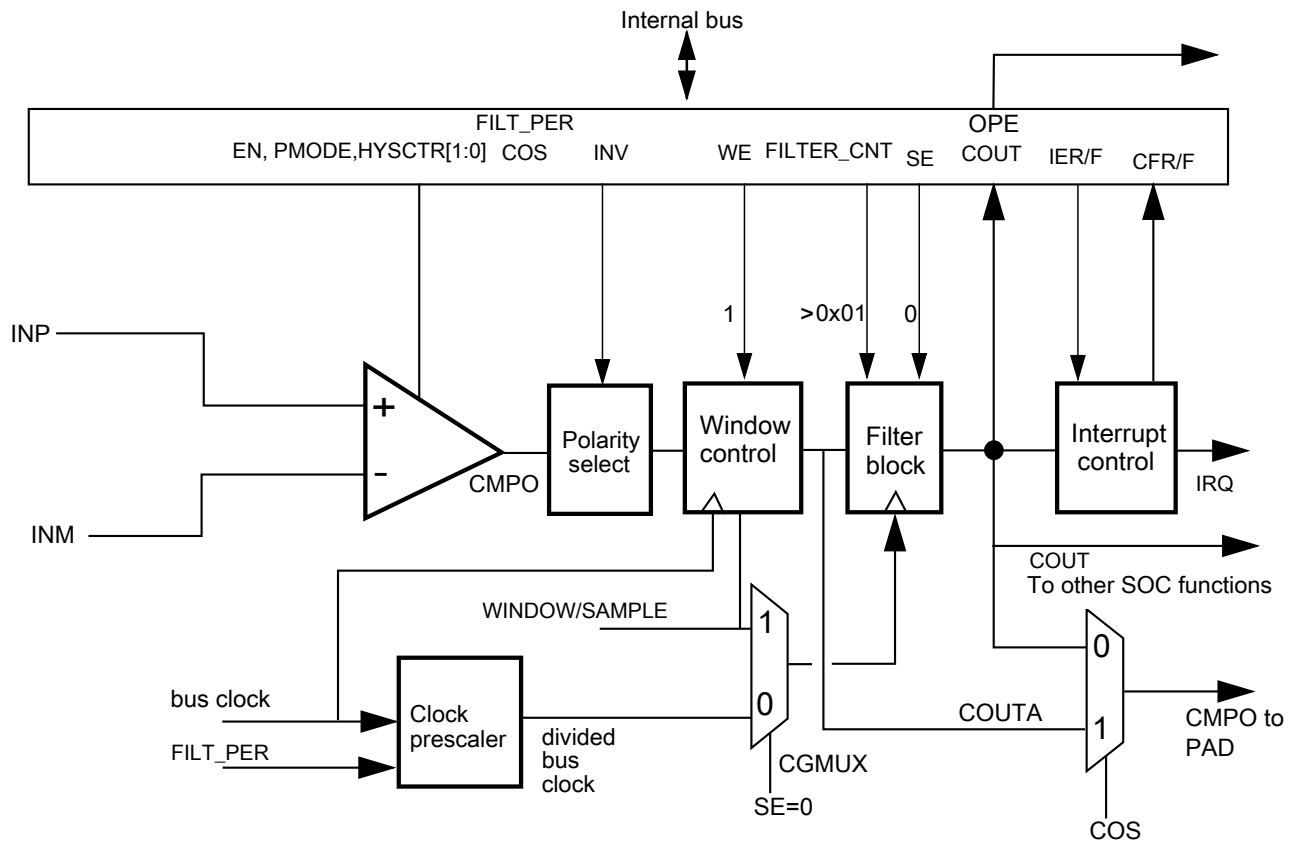 Internal bus
FILT_PER
OPE
EN, PMODE,HYSCTR[1:0]
COS
INV
WE
FILTER_CNT
SE
COUT
IER/F
CFR/F
1
>0x01
0
INP
+
-
INM
CMPO
Polarity
select
Window
control
Filter
block
Interrupt
control
IRQ
COUT
To other SOC functions
WINDOW/SAMPLE
1
0
bus clock
FILT_PER
Clock
prescaler
divided
bus
clock
CGMUX
SE=0
COUTA
0
1
CMPO to
PAD
COS